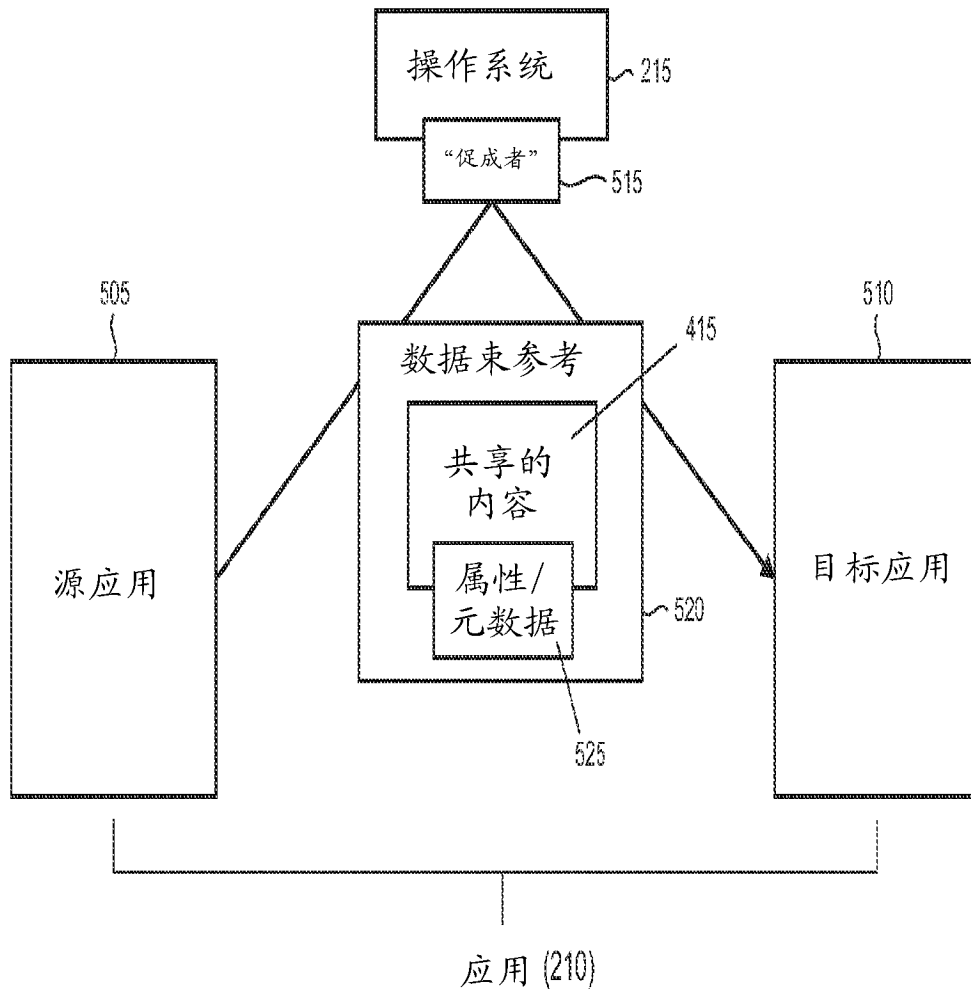 操作系统
215
“促成者”
515
505
510
415
数据束参考
共享的
内容
源应用
属性/
元数据
目标应用
520
525
应用 (210)